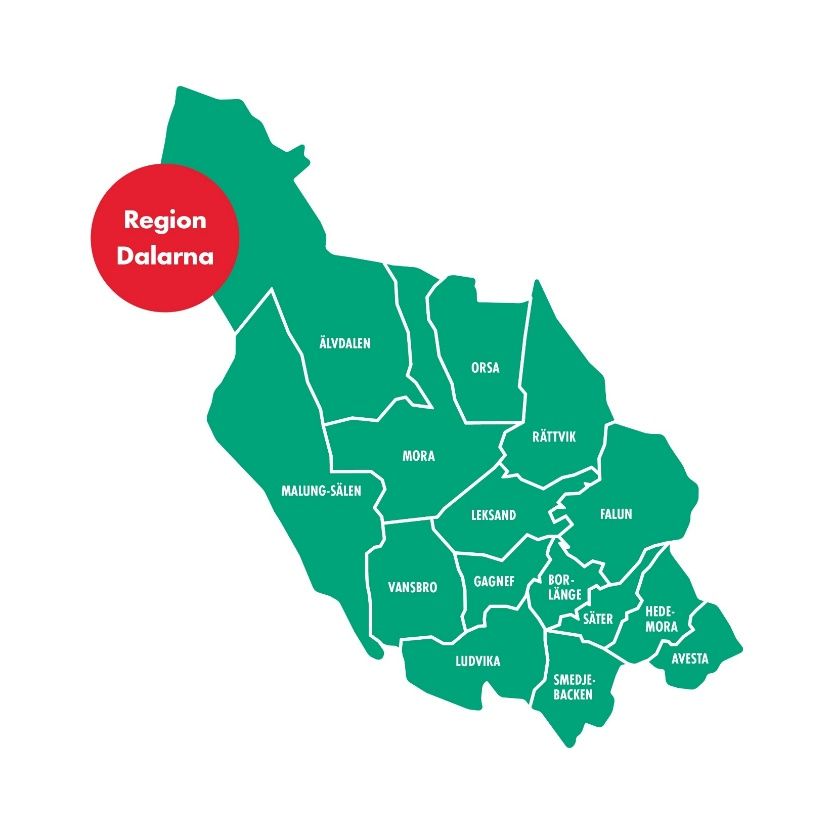 Region
Dalarna
ÄLVDALEN
ORSA
RÄTTVIK
MORA
MALUNG-SÄLEN
LEKSAND
FALUN
VANSBRO
GAGNEF
BOR-
LÄNGE
SÄTER
HEDE-
MORA
LUDVIKA
AVESTA
SMEDJE-
BACKEN